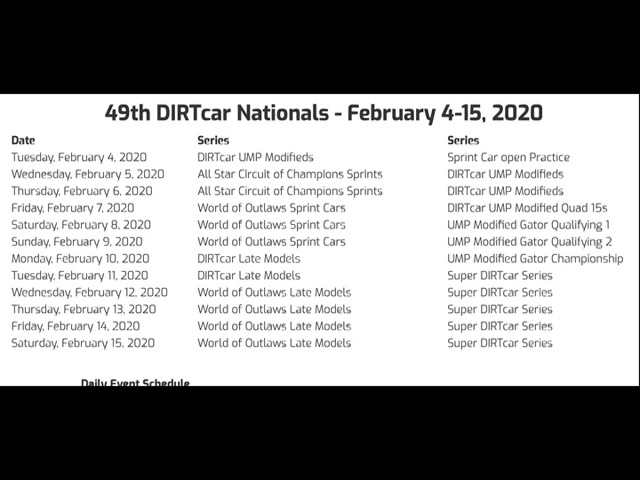 49th DIRTcar Nationals - February 4-15, 2020
Date Series Series
Tuesday, February 4, 2020 DIRTcar UMP Modifieds Sprint Car open Practice
Wednesday, February 5, 2020 All Star Circuit of Champions Sprints DIRTcar UMP Modifieds
Thursday, February 6, 2020 All Star Circuit of Champions Sprints DIRTcar UMP Modifieds
Friday, February 7, 2020 World of Outlaws Sprint Cars DIRTcar UMP Modified Quad 15s
Saturday, February 8, 2020 World of Outlaws Sprint Cars UMP Modified Gator Qualifying 1
Sunday, February 9, 2020 World of Outlaws Sprint Cars UMP Modified Gator Qualifying 2
Monday, February 10, 2020 DIRTcar Late Models UMP Modified Gator Championship
Tuesday, February 11, 2020 DIRTcar Late Models Super DIRTcar Series
Wednesday, February 12, 2020 World of Outlaws Late Models Super DIRTcar Series
Thursday, February 13, 2020 World of Outlaws Late Models Super DIRTcar Series
Friday, February 14, 2020 World of Outlaws Late Models Super DIRTcar Series
Saturday, February 15, 2020 World of Outlaws Late Models Super DIRTcar Series
Daily Event Schedule